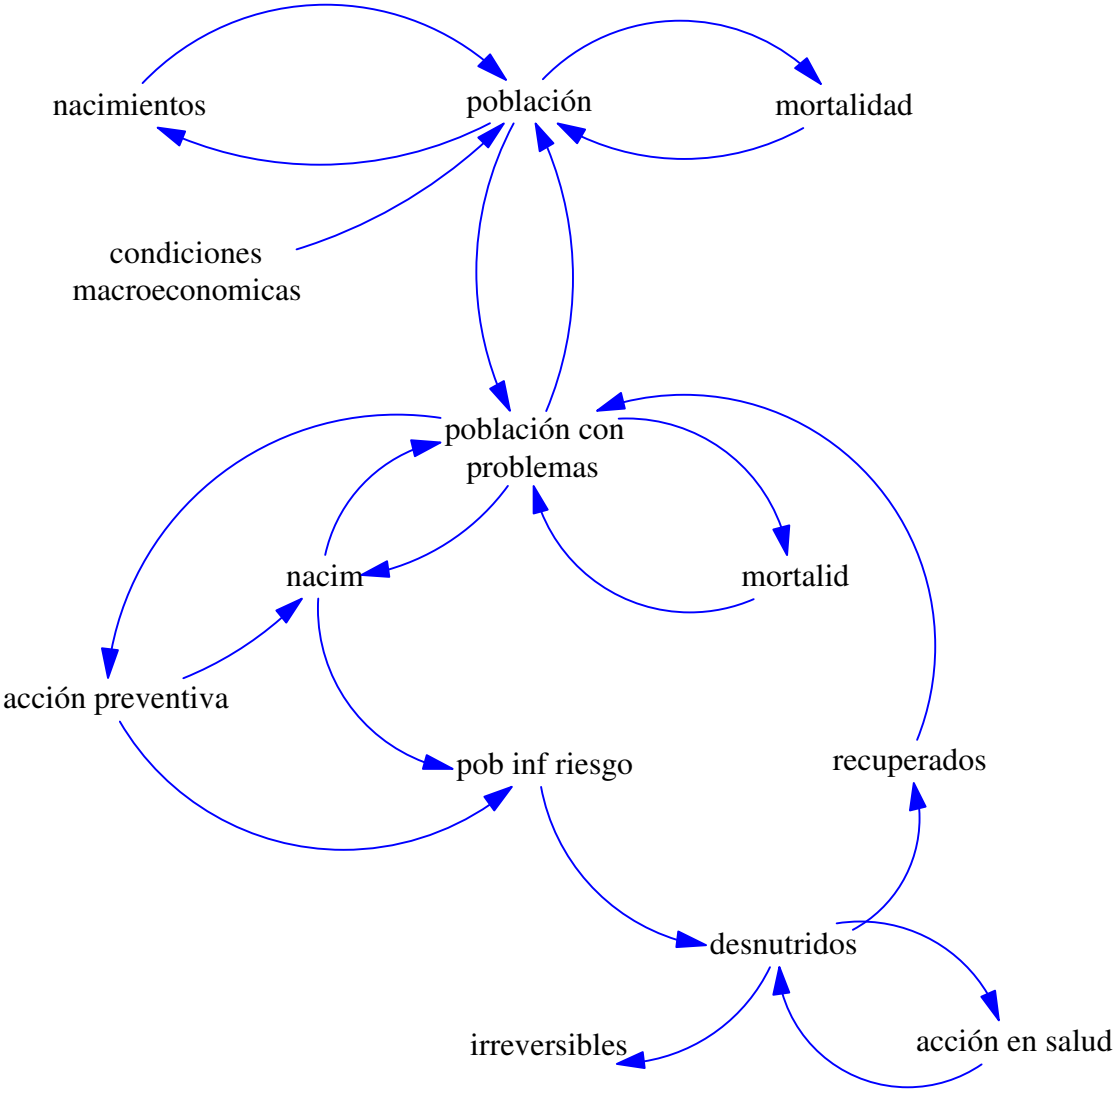 nacimientos
población
mortalidad
condiciones
macroeconomicas
población con
problemas
nacim
mortalid
acción preventiva
pob inf riesgo
recuperados
desnutridos
irreversibles
acción en salud